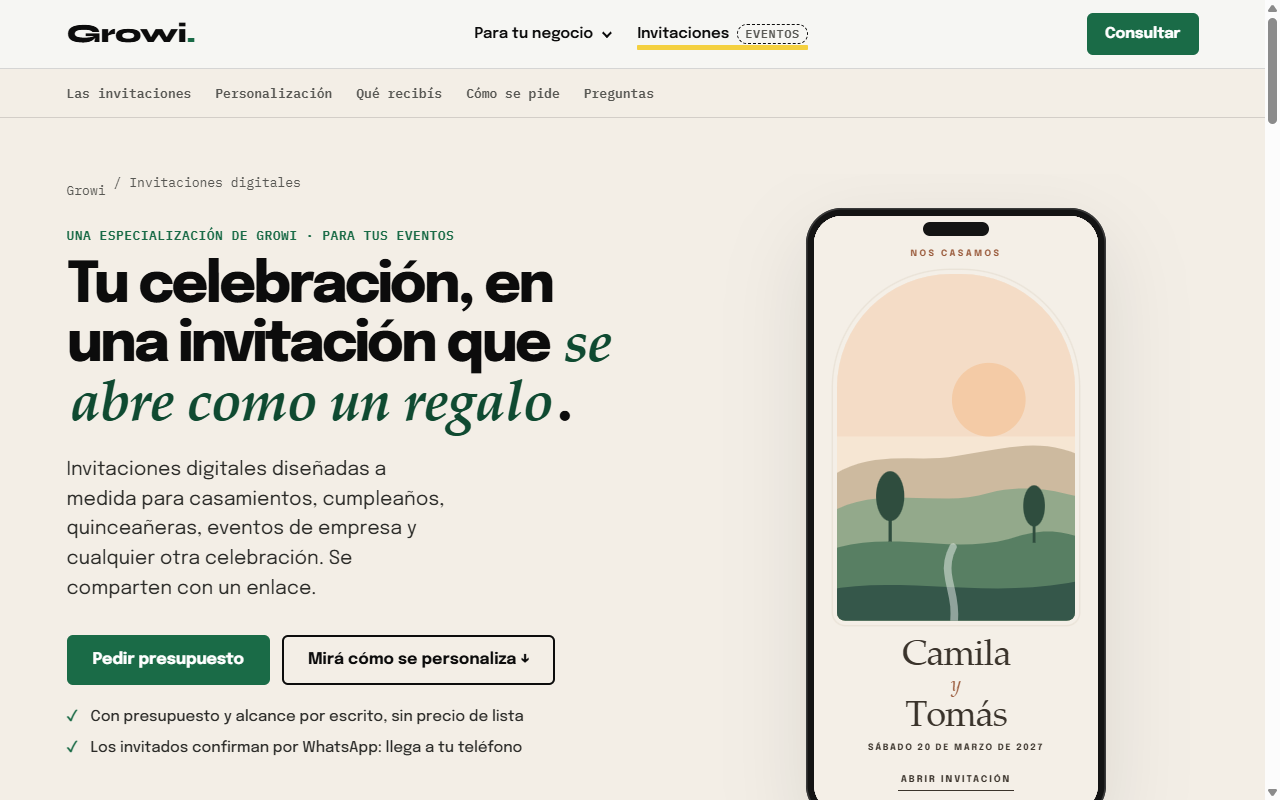 Growi.
Para tu negocio
Invitaciones EVENTOS
Consultar
Las invitaciones
Personalización
Qué recibís
Cómo se pide
Preguntas
Growi / Invitaciones digitales
UNA ESPECIALIZACIÓN DE GROWI · PARA TUS EVENTOS
Tu celebración, en
una invitación que se
abre como un regalo.
Invitaciones digitales diseñadas a
medida para casamientos, cumpleaños,
quinceañeras, eventos de empresa y
cualquier otra celebración. Se
comparten con un enlace.
Pedir presupuesto
Mirá cómo se personaliza ↓
✓ Con presupuesto y alcance por escrito, sin precio de lista
✓ Los invitados confirman por WhatsApp: llega a tu teléfono
NOS CASAMOS
Camila
y
Tomás
SÁBADO 20 DE MARZO DE 2027
ABRIR INVITACIÓN